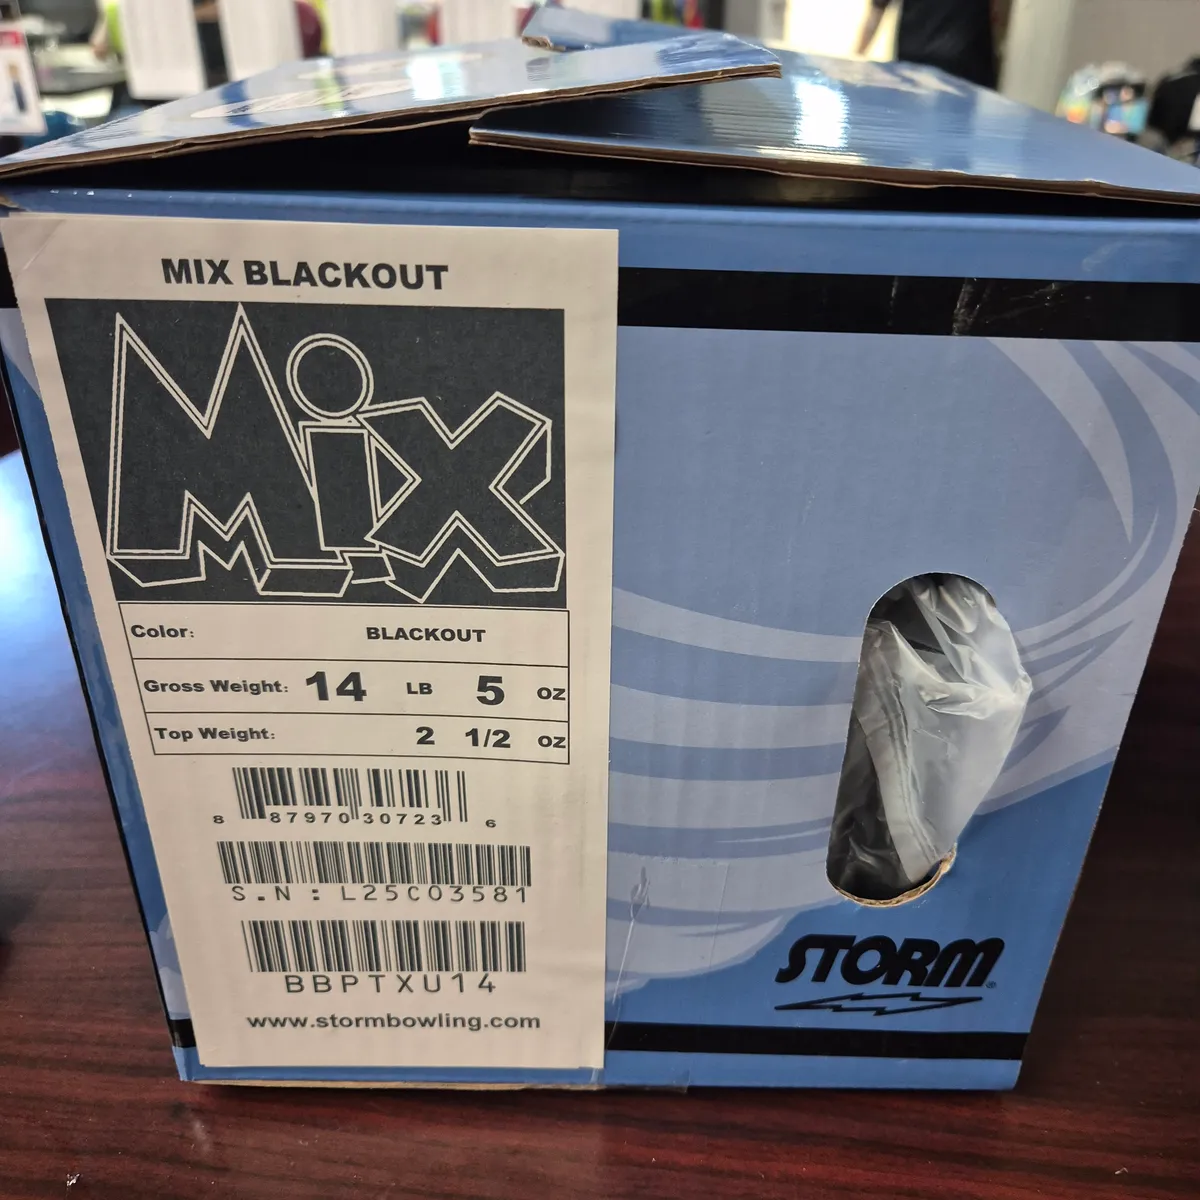 MIX BLACKOUT
Mix
Color: BLACKOUT
Gross Weight: 14 LB 5 OZ
Top Weight: 2 1/2 OZ
8 87970 30723 6
S.N : L25C03581
BBPTXU14
www.stormbowling.com
STORM®